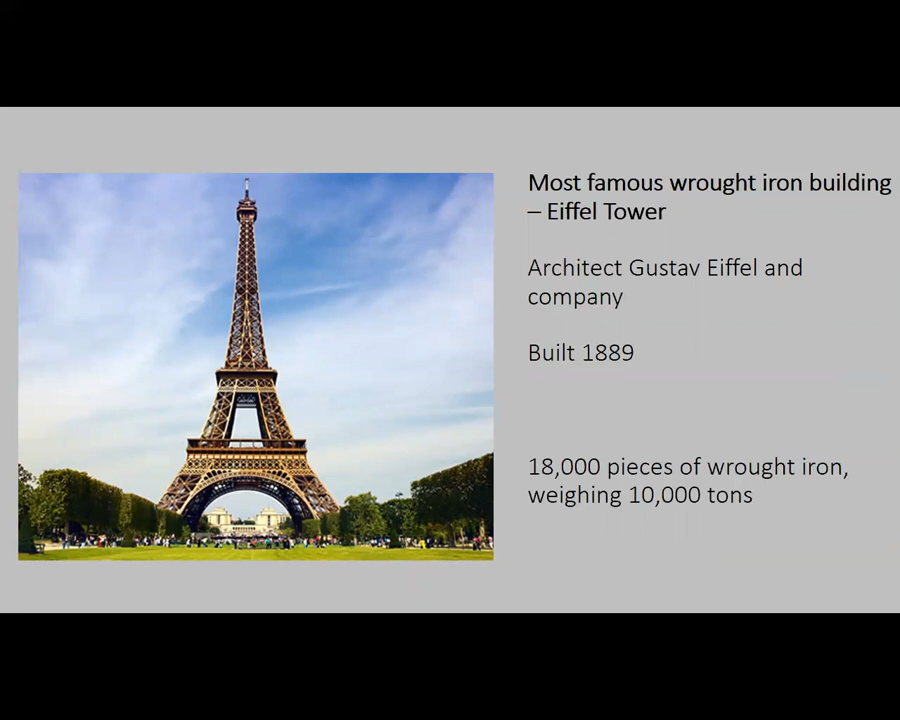 Most famous wrought iron building
– Eiffel Tower
Architect Gustav Eiffel and
company
Built 1889
18,000 pieces of wrought iron,
weighing 10,000 tons